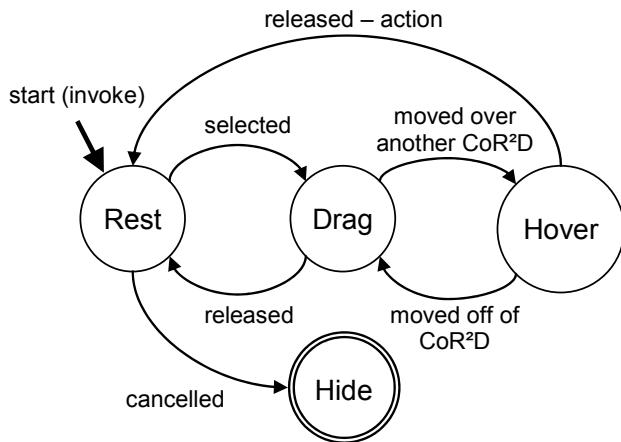 released – action
start (invoke)
selected
moved over
another CoR²D
Rest
Drag
Hover
released
moved off of
CoR²D
cancelled
Hide